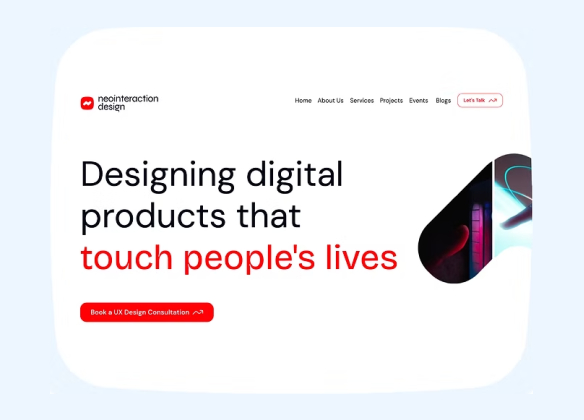 neointeraction
design
Home About Us Services Projects Events Blogs Let's Talk
Designing digital
products that
touch people's lives
Book a UX Design Consultation